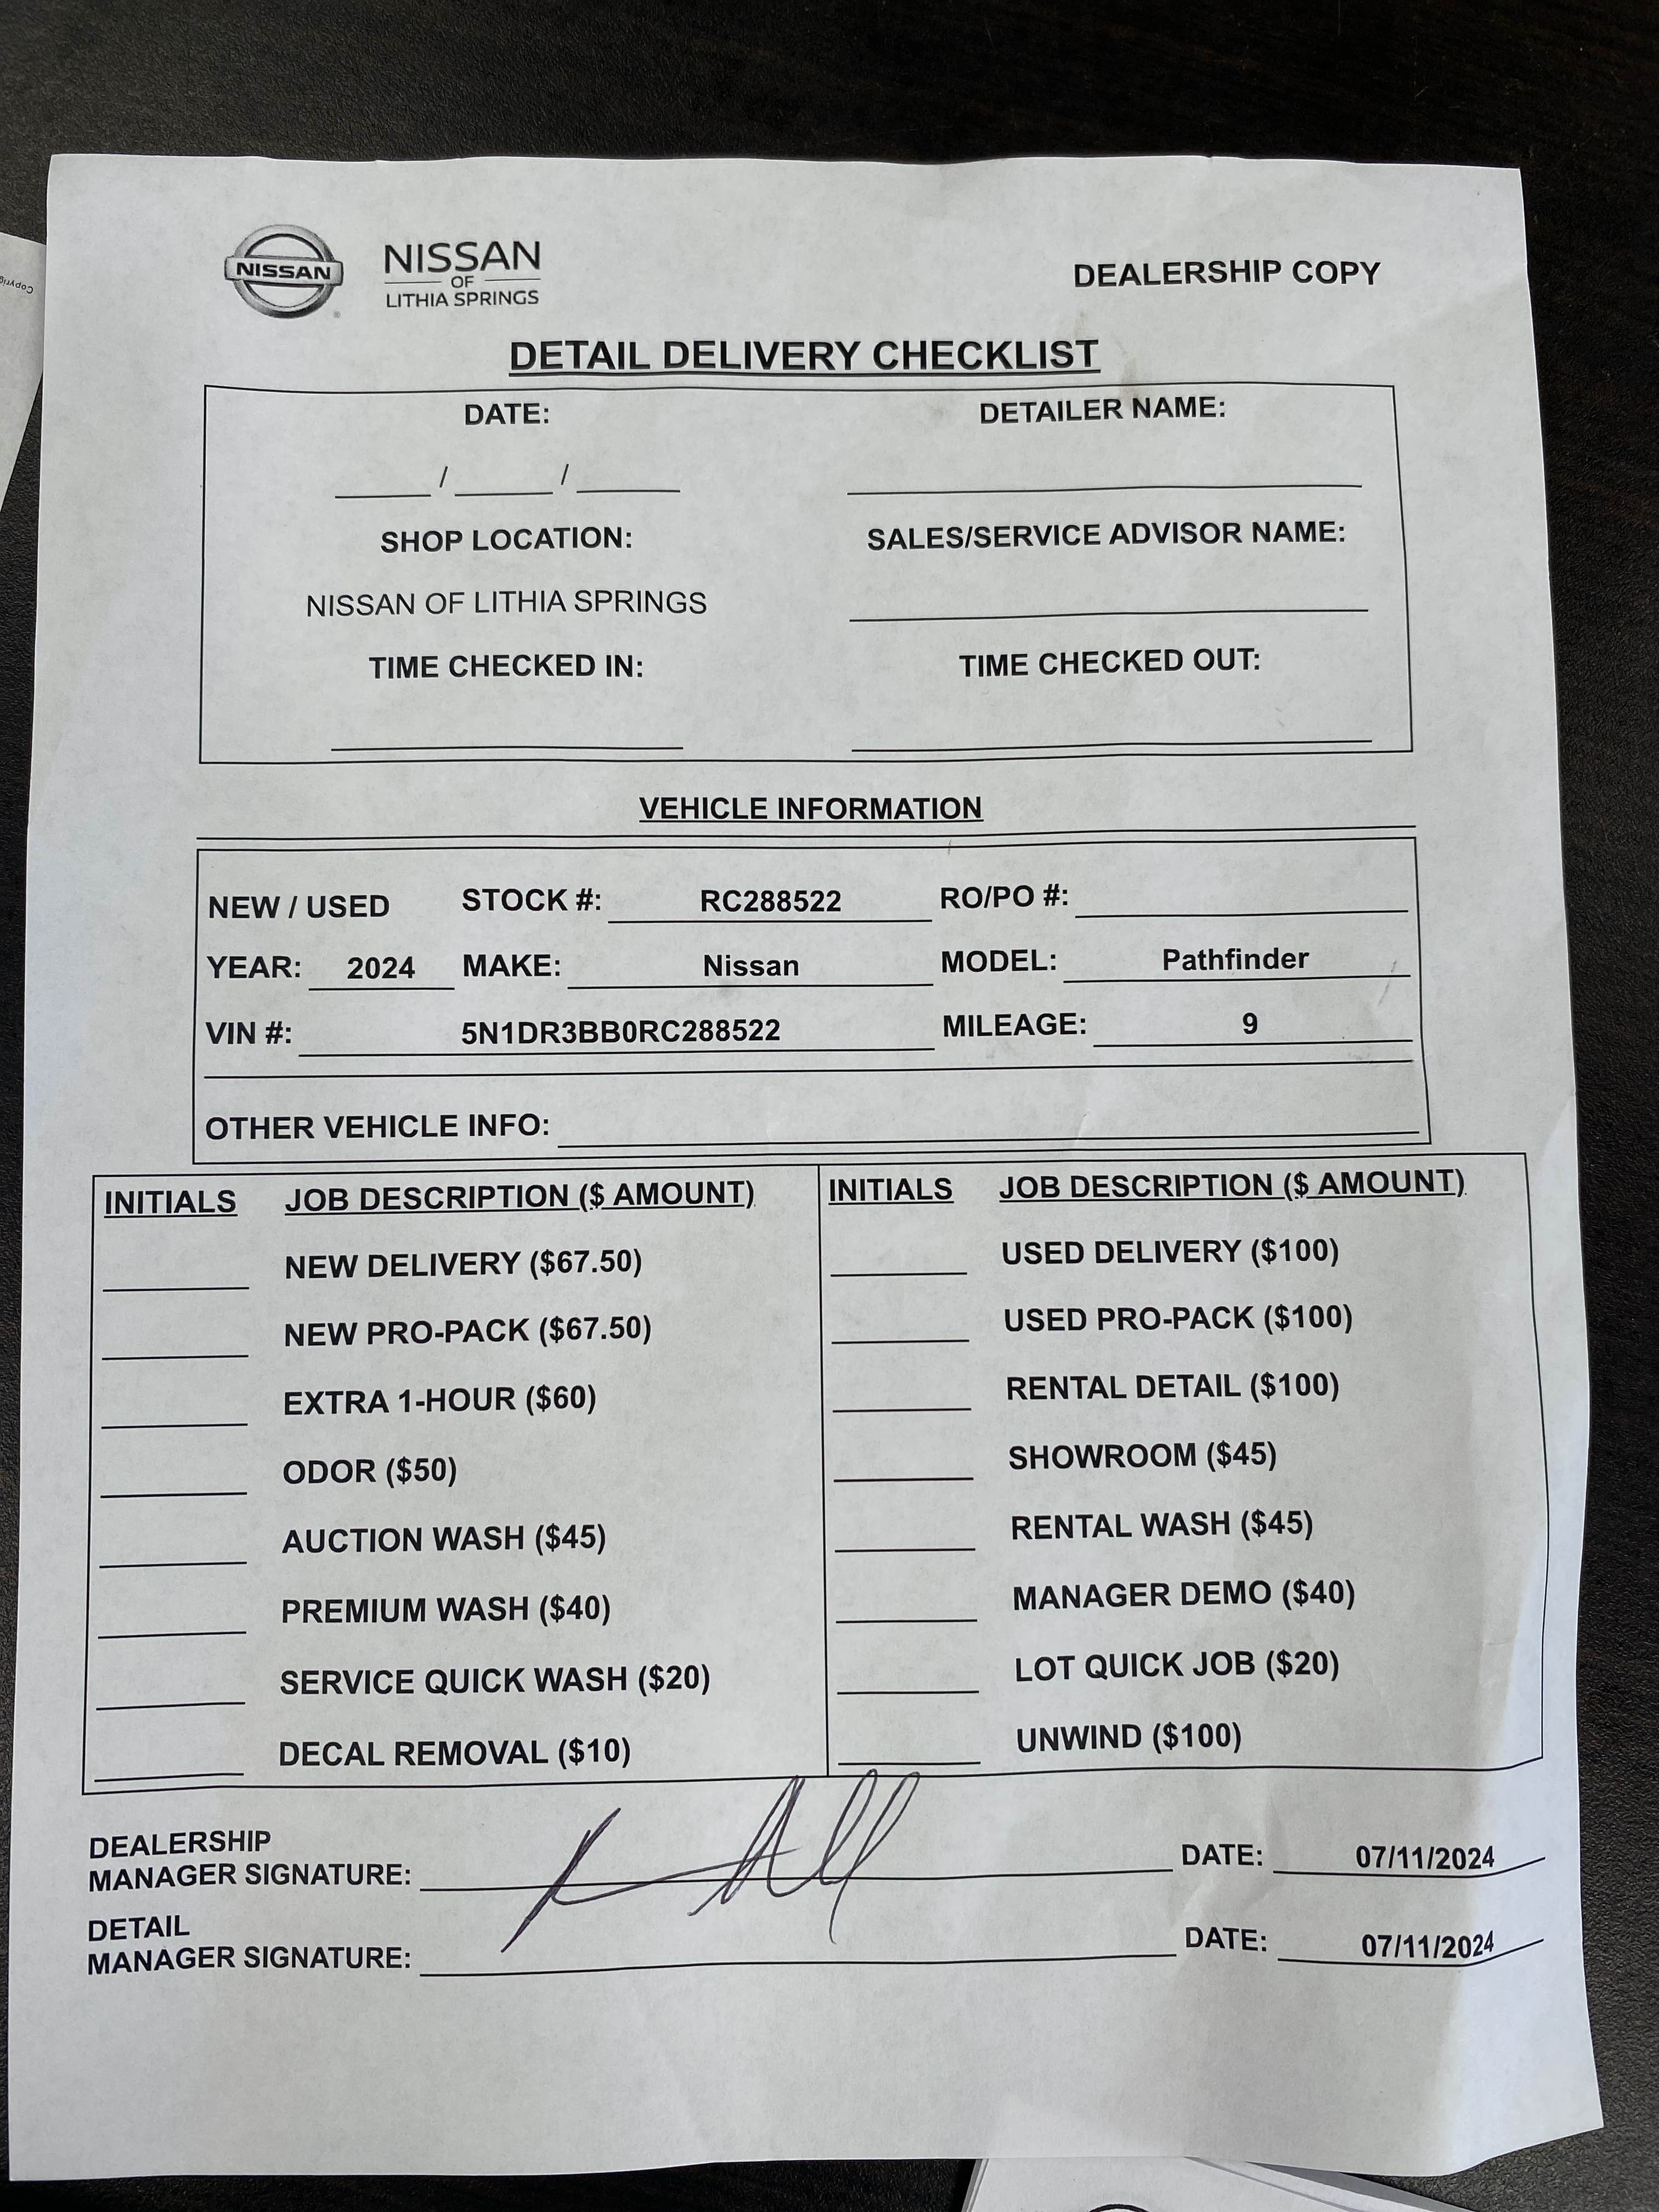 Copyrig
NISSAN
NISSAN
OF
LITHIA SPRINGS
DEALERSHIP COPY
DETAIL DELIVERY CHECKLIST
DATE: DETAILER NAME:
____ / ____ / ____
SHOP LOCATION: SALES/SERVICE ADVISOR NAME:
NISSAN OF LITHIA SPRINGS
TIME CHECKED IN: TIME CHECKED OUT:
VEHICLE INFORMATION
NEW / USED STOCK #: RC288522 RO/PO #:
YEAR: 2024 MAKE: Nissan MODEL: Pathfinder
VIN #: 5N1DR3BB0RC288522 MILEAGE: 9
OTHER VEHICLE INFO:
INITIALS JOB DESCRIPTION ($ AMOUNT) INITIALS JOB DESCRIPTION ($ AMOUNT)
NEW DELIVERY ($67.50) USED DELIVERY ($100)
NEW PRO-PACK ($67.50) USED PRO-PACK ($100)
EXTRA 1-HOUR ($60) RENTAL DETAIL ($100)
ODOR ($50) SHOWROOM ($45)
AUCTION WASH ($45) RENTAL WASH ($45)
PREMIUM WASH ($40) MANAGER DEMO ($40)
SERVICE QUICK WASH ($20) LOT QUICK JOB ($20)
DECAL REMOVAL ($10) UNWIND ($100)
DEALERSHIP
MANAGER SIGNATURE: DATE: 07/11/2024
DETAIL
MANAGER SIGNATURE: DATE: 07/11/2024